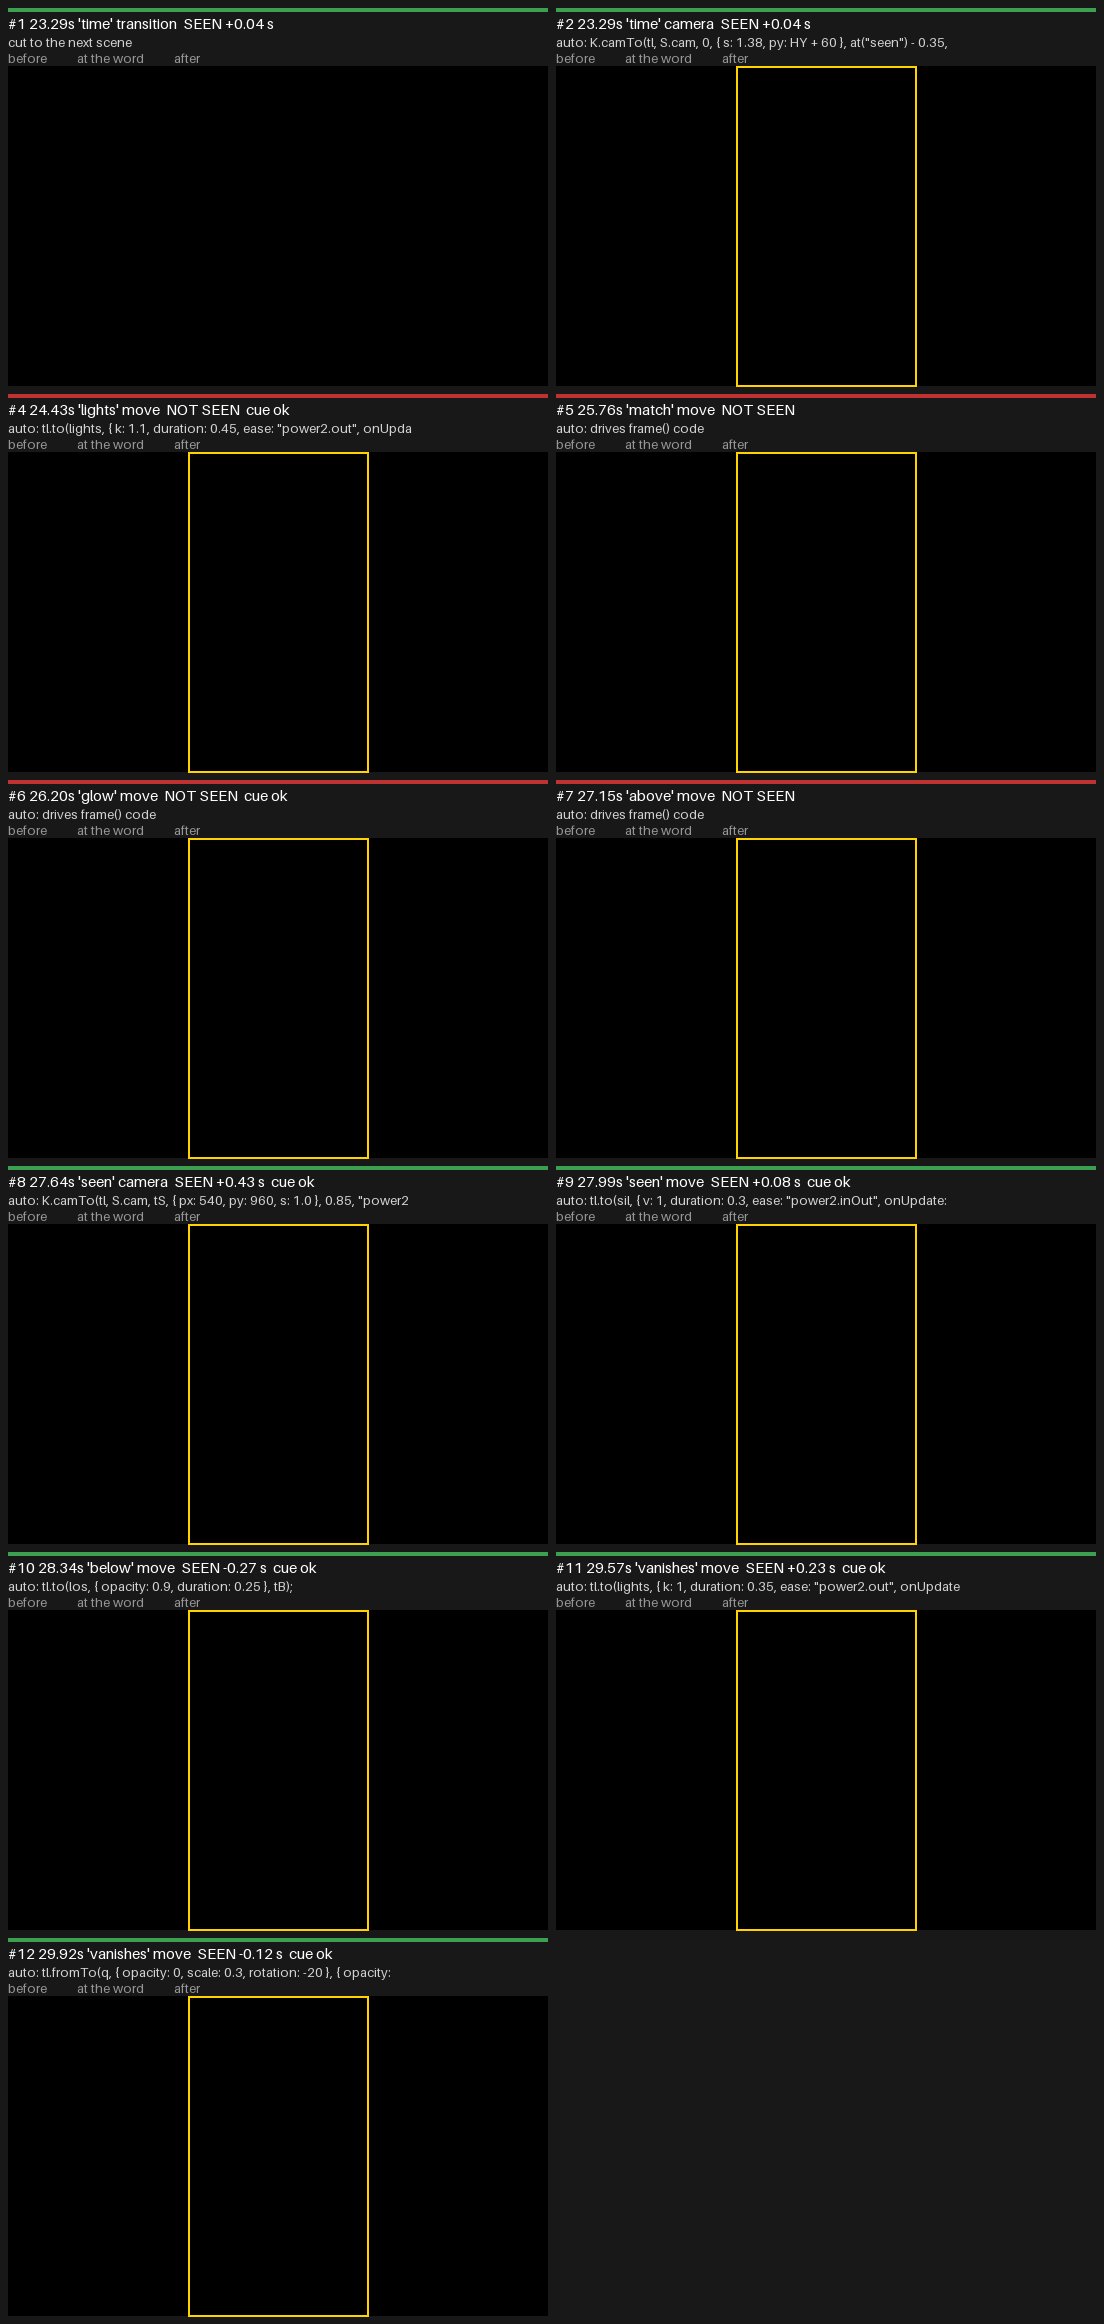 #1 23.29s 'time' transition  SEEN +0.04 s
cut to the next scene
before at the word after
#2 23.29s 'time' camera  SEEN +0.04 s
auto: K.camTo(tl, S.cam, 0, { s: 1.38, py: HY + 60 }, at("seen") - 0.35,
before at the word after
#4 24.43s 'lights' move  NOT SEEN  cue ok
auto: tl.to(lights, { k: 1.1, duration: 0.45, ease: "power2.out", onUpda
before at the word after
#5 25.76s 'match' move  NOT SEEN
auto: drives frame() code
before at the word after
#6 26.20s 'glow' move  NOT SEEN  cue ok
auto: drives frame() code
before at the word after
#7 27.15s 'above' move  NOT SEEN
auto: drives frame() code
before at the word after
#8 27.64s 'seen' camera  SEEN +0.43 s  cue ok
auto: K.camTo(tl, S.cam, tS, { px: 540, py: 960, s: 1.0 }, 0.85, "power2
before at the word after
#9 27.99s 'seen' move  SEEN +0.08 s  cue ok
auto: tl.to(sil, { v: 1, duration: 0.3, ease: "power2.inOut", onUpdate:
before at the word after
#10 28.34s 'below' move  SEEN -0.27 s  cue ok
auto: tl.to(los, { opacity: 0.9, duration: 0.25 }, tB);
before at the word after
#11 29.57s 'vanishes' move  SEEN +0.23 s  cue ok
auto: tl.to(lights, { k: 1, duration: 0.35, ease: "power2.out", onUpdate
before at the word after
#12 29.92s 'vanishes' move  SEEN -0.12 s  cue ok
auto: tl.fromTo(q, { opacity: 0, scale: 0.3, rotation: -20 }, { opacity:
before at the word after